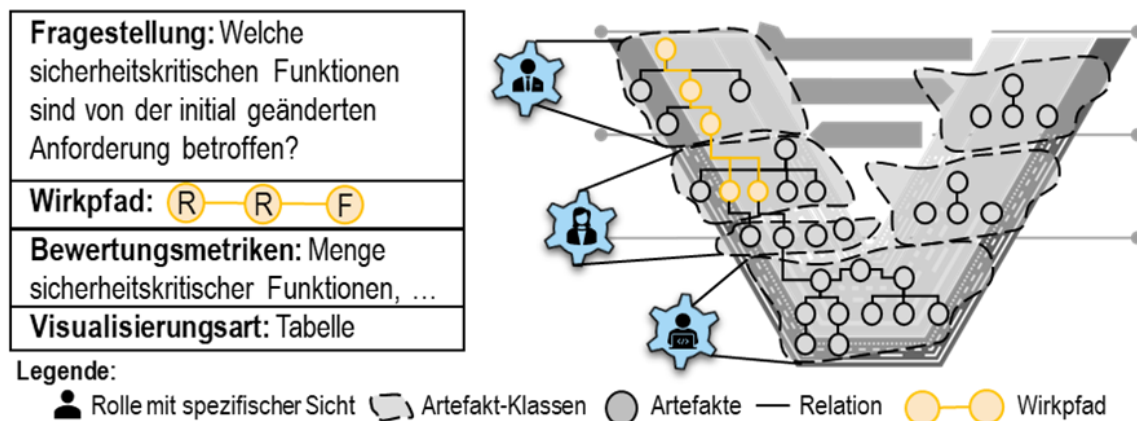 Fragestellung: Welche
sicherheitskritischen Funktionen
sind von der initial geänderten
Anforderung betroffen?
Wirkpfad: R R F
Bewertungsmetriken: Menge
sicherheitskritischer Funktionen, …
Visualisierungsart: Tabelle
Legende:
Rolle mit spezifischer Sicht Artefakt-Klassen Artefakte Relation Wirkpfad